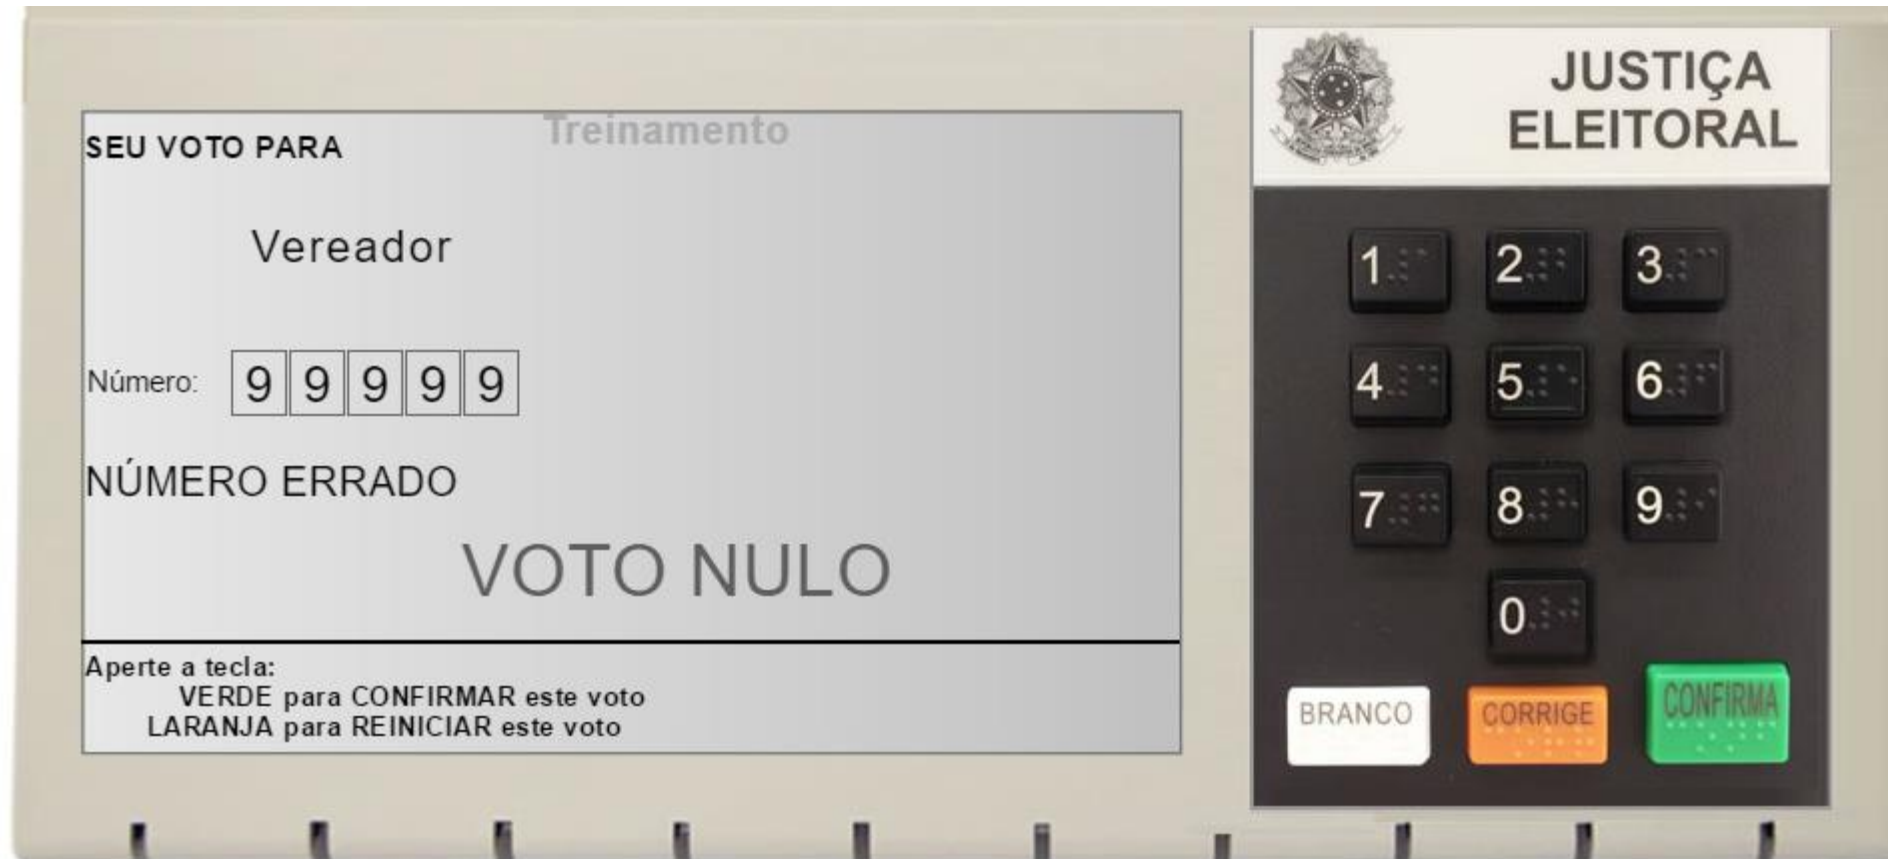 Treinamento
SEU VOTO PARA
Vereador
Número: 9 9 9 9 9
NÚMERO ERRADO
VOTO NULO
Aperte a tecla:
VERDE para CONFIRMAR este voto
LARANJA para REINICIAR este voto
JUSTIÇA
ELEITORAL
1 2 3
4 5 6
7 8 9
0
BRANCO CORRIGE CONFIRMA